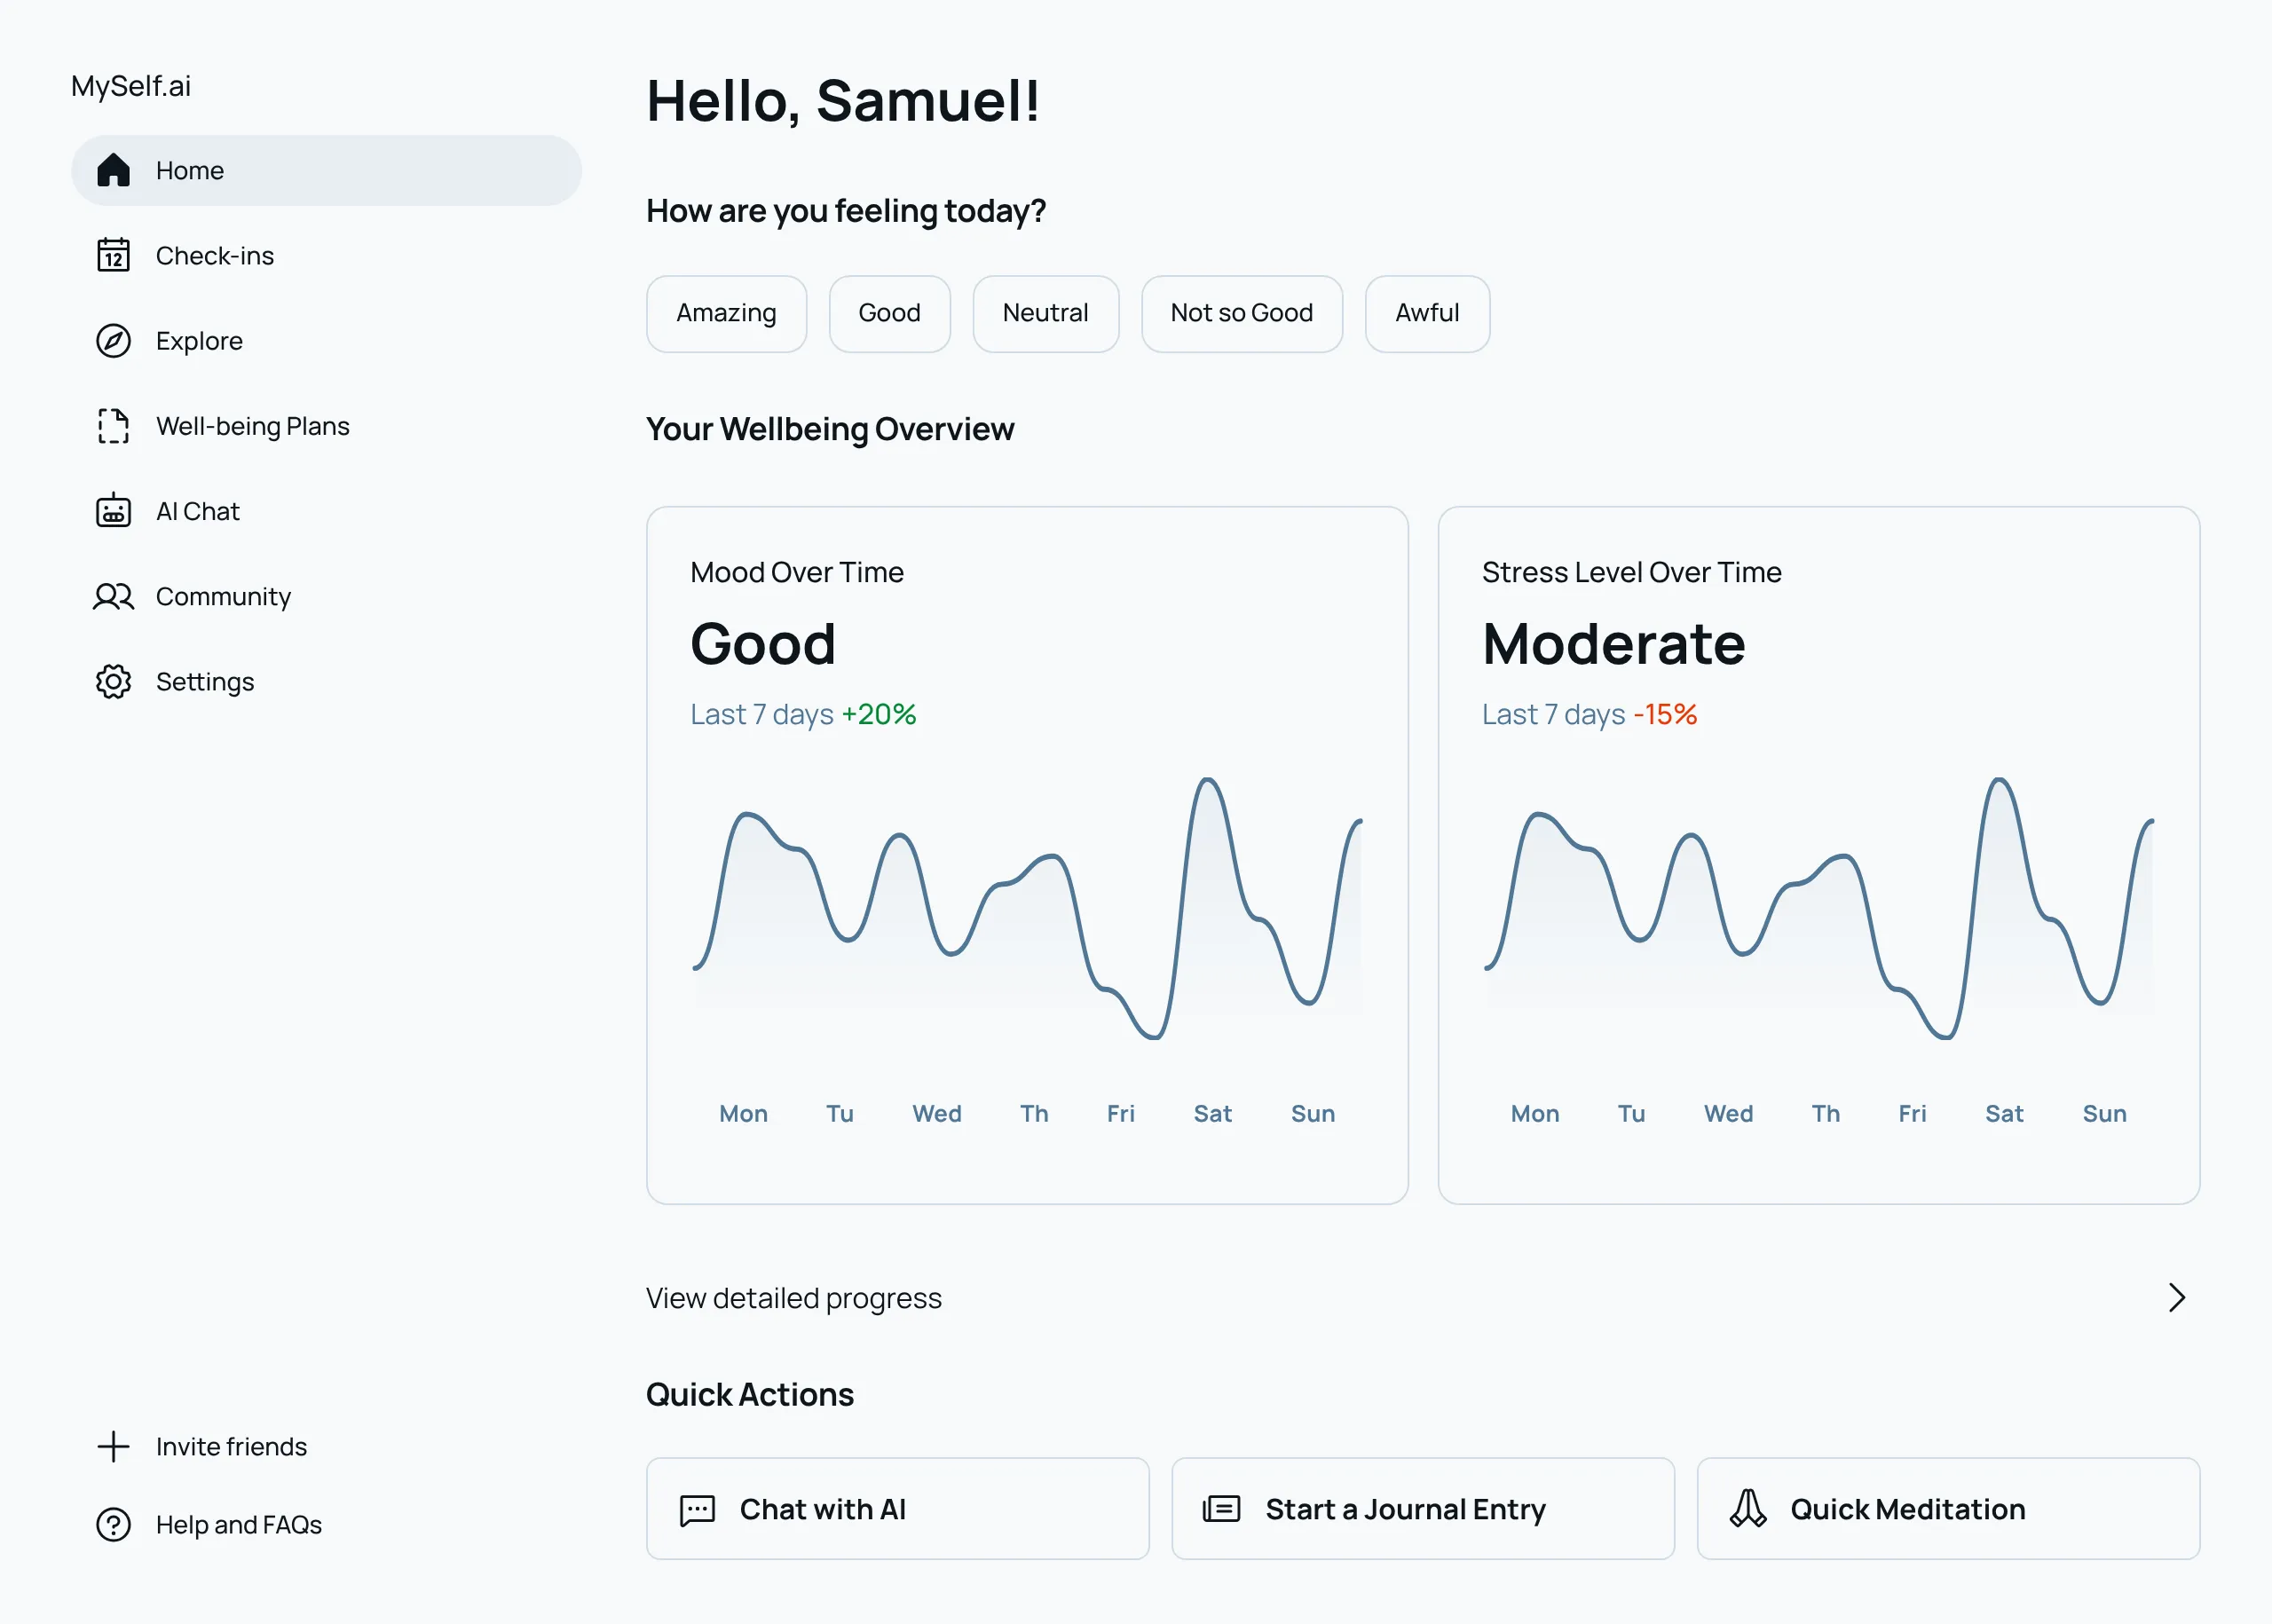 MySelf.ai
Home
12
Check-ins
Explore
Well-being Plans
AI Chat
Community
Settings
Invite friends
?
Help and FAQs
Hello, Samuel!
How are you feeling today?
Amazing
Good
Neutral
Not so Good
Awful
Your Wellbeing Overview
Mood Over Time
Good
Last 7 days +20%
Mon Tu Wed Th Fri Sat Sun
Stress Level Over Time
Moderate
Last 7 days -15%
Mon Tu Wed Th Fri Sat Sun
View detailed progress
Quick Actions
Chat with AI
Start a Journal Entry
Quick Meditation